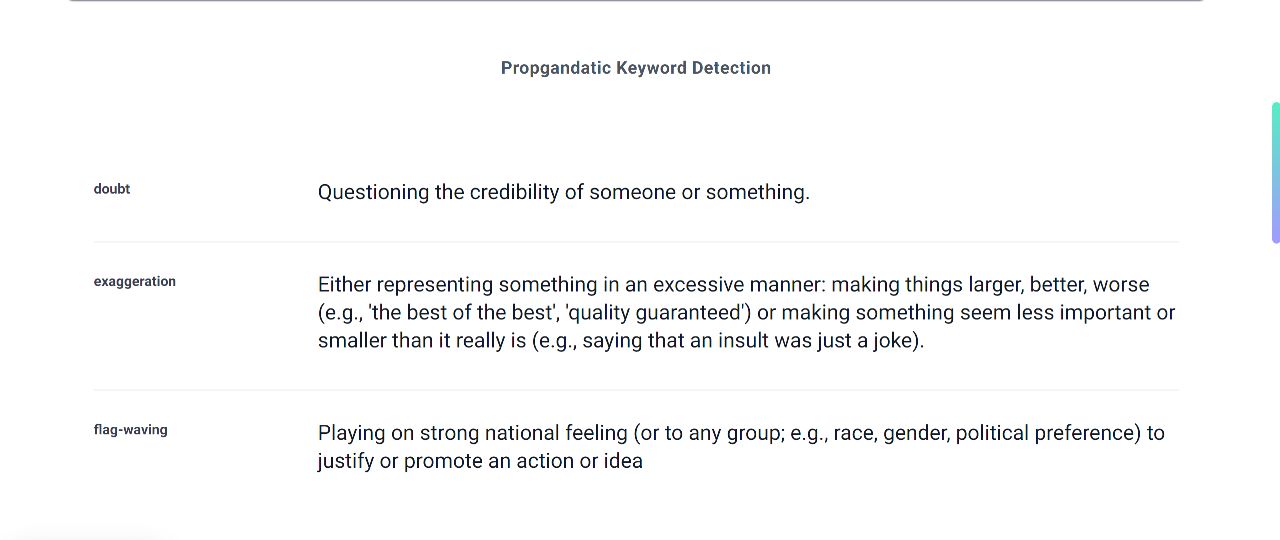 Propgandatic Keyword Detection
doubt
Questioning the credibility of someone or something.
exaggeration
Either representing something in an excessive manner: making things larger, better, worse
(e.g., 'the best of the best', 'quality guaranteed') or making something seem less important or
smaller than it really is (e.g., saying that an insult was just a joke).
flag-waving
Playing on strong national feeling (or to any group; e.g., race, gender, political preference) to
justify or promote an action or idea